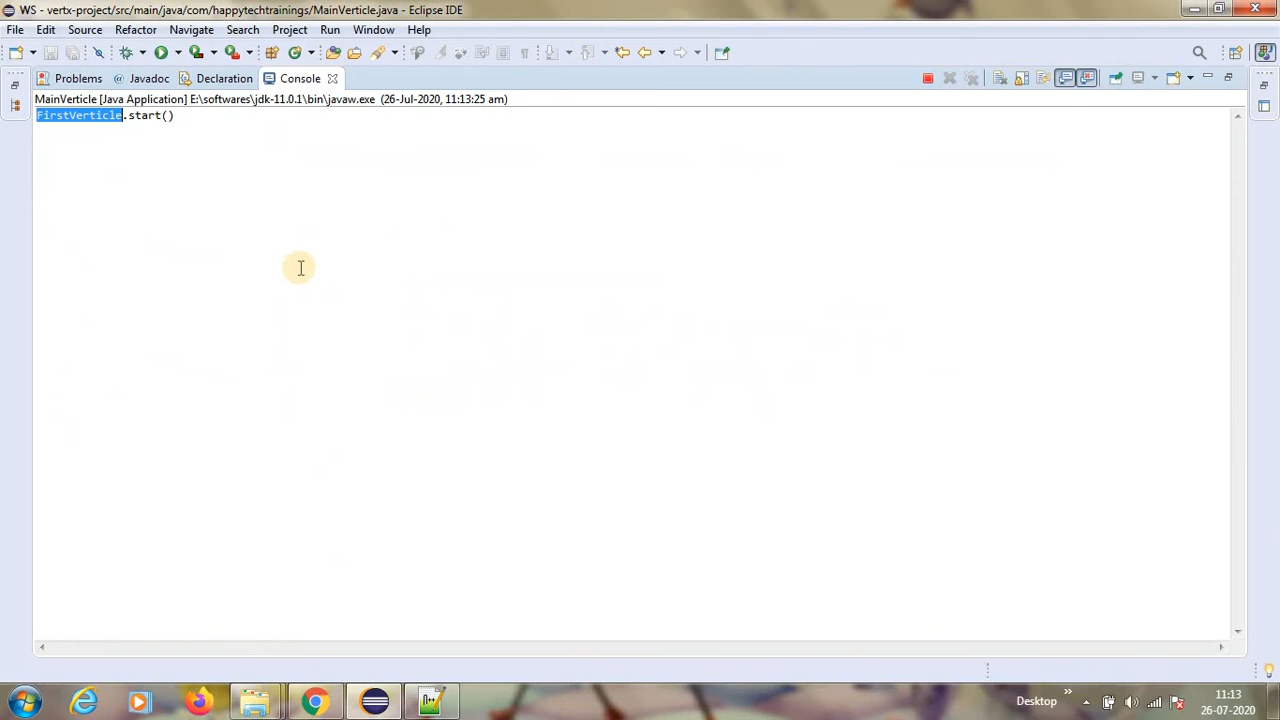 WS - vertx-project/src/main/java/com/happytechtrainings/MainVerticle.java - Eclipse IDE
File Edit Source Refactor Navigate Search Project Run Window Help
Problems @ Javadoc Declaration Console
MainVerticle [Java Application] E:\softwares\jdk-11.0.1\bin\javaw.exe (26-Jul-2020, 11:13:25 am)
FirstVerticle.start()
Desktop
11:13
26-07-2020